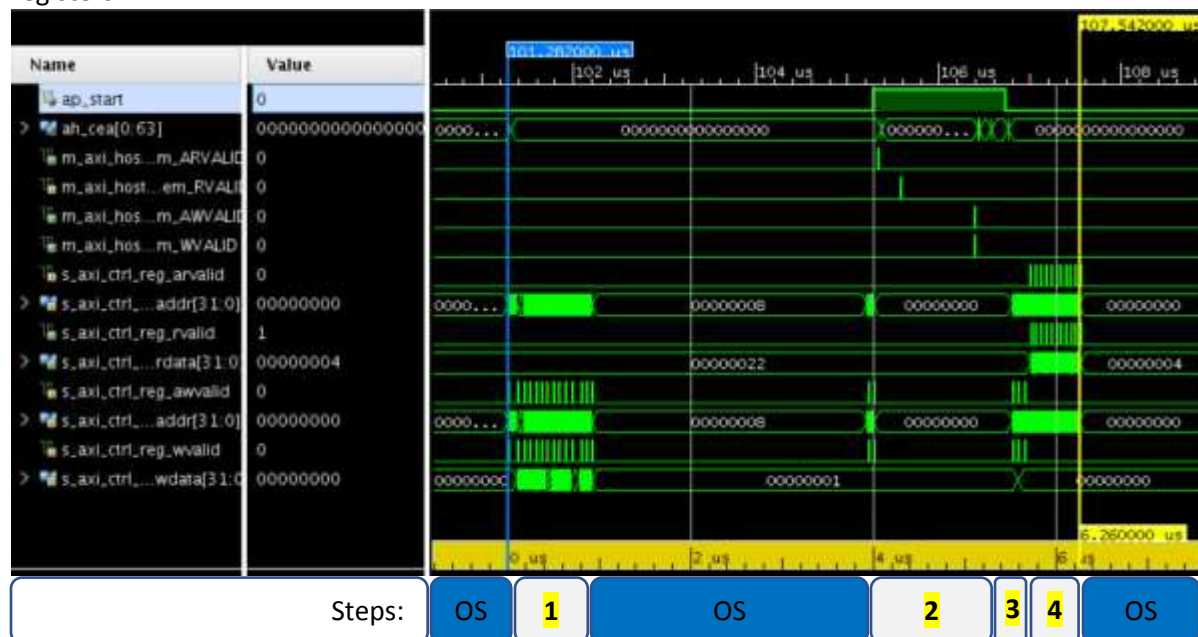 107.542000 us
101.282000 us
Name Value
102 us 104 us 106 us 108 us
ap_start 0
ah_cea[0:63] 0000000000000000 0000... 0000000000000000 000000... 0000000000000000
m_axi_hos...m_ARVALID 0
m_axi_host...em_RVALI 0
m_axi_hos...m_AWVALID 0
m_axi_hos...m_WVALID 0
s_axi_ctrl_reg_arvalid 0
s_axi_ctrl_...addr[31:0] 00000000 0000... 00000008 00000000 00000000
s_axi_ctrl_reg_rvalid 1
s_axi_ctrl_...rdata[31:0 00000004 00000022 00000004
s_axi_ctrl_reg_awvalid 0
s_axi_ctrl_...addr[31:0] 00000000 0000... 00000008 00000000 00000000
s_axi_ctrl_reg_wvalid 0
s_axi_ctrl_...wdata[31:0 00000000 00000000 00000001 00000000
6.260000 us
0 us 2 us 4 us 6 us
Steps: OS 1 OS 2 3 4 OS